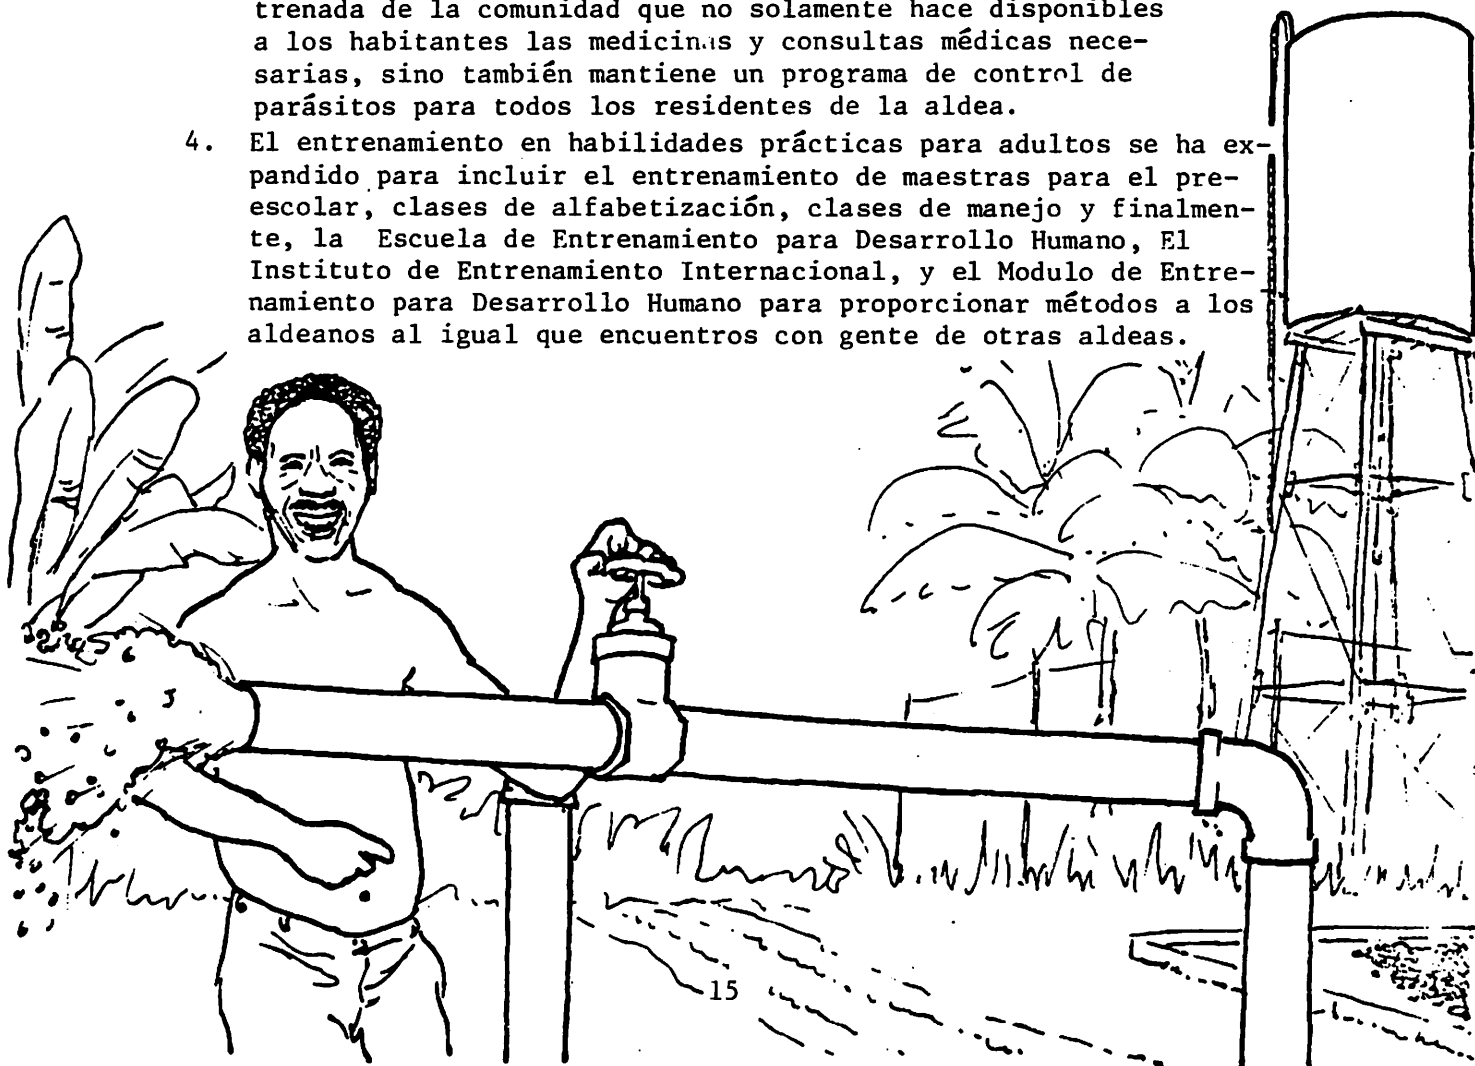 trenada de la comunidad que no solamente hace disponibles
a los habitantes las medicinas y consultas médicas nece-
sarias, sino también mantiene un programa de control de
parásitos para todos los residentes de la aldea.
4. El entrenamiento en habilidades prácticas para adultos se ha ex-
pandido para incluir el entrenamiento de maestras para el pre-
escolar, clases de alfabetización, clases de manejo y finalmen-
te, la Escuela de Entrenamiento para Desarrollo Humano, El
Instituto de Entrenamiento Internacional, y el Modulo de Entre-
namiento para Desarrollo Humano para proporcionar métodos a los
aldeanos al igual que encuentros con gente de otras aldeas.
15